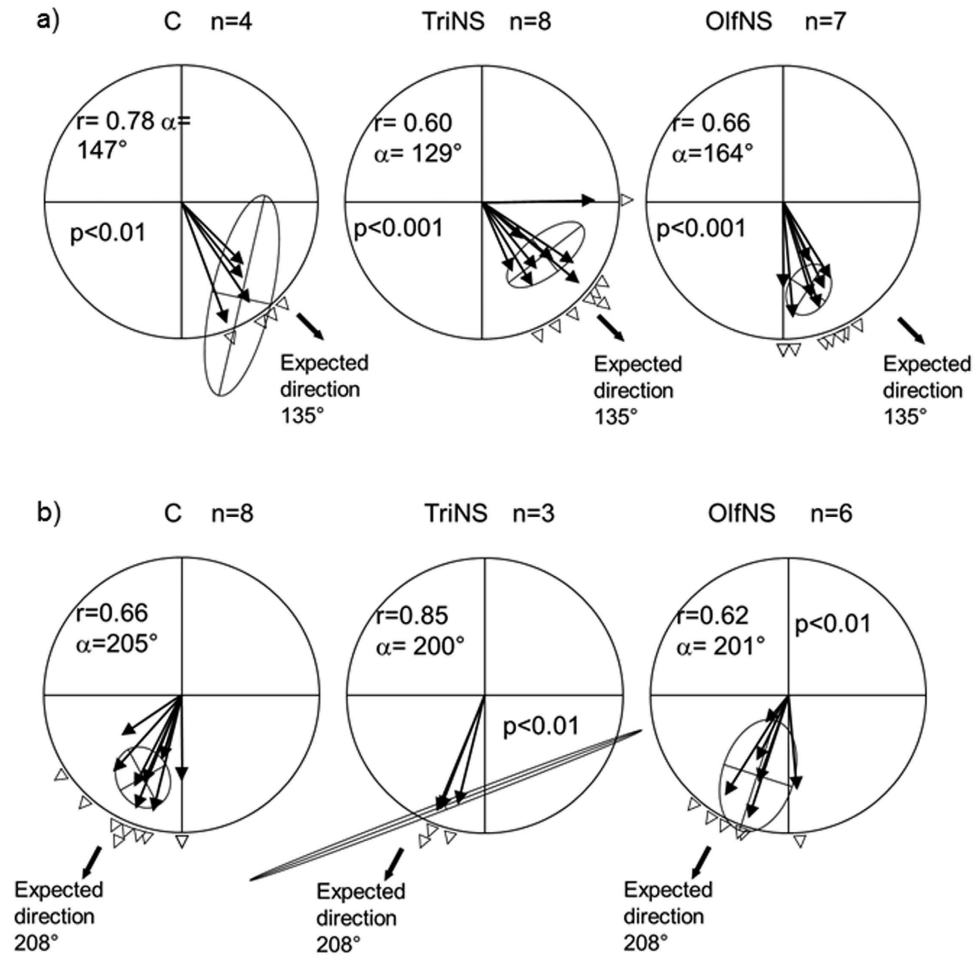 a) C n=4 TriNS n=8 OlfNS n=7
r= 0.78 α=
147°
p<0.01
r= 0.60
α= 129°
p<0.001
r= 0.66
α=164°
p<0.001
Expected
direction
135°
Expected
direction
135°
Expected
direction
135°
b) C n=8 TriNS n=3 OlfNS n=6
r=0.66
α=205°
r=0.85
α= 200°
p<0.01
r=0.62
α= 201°
p<0.01
Expected
direction
208°
Expected
direction
208°
Expected
direction
208°